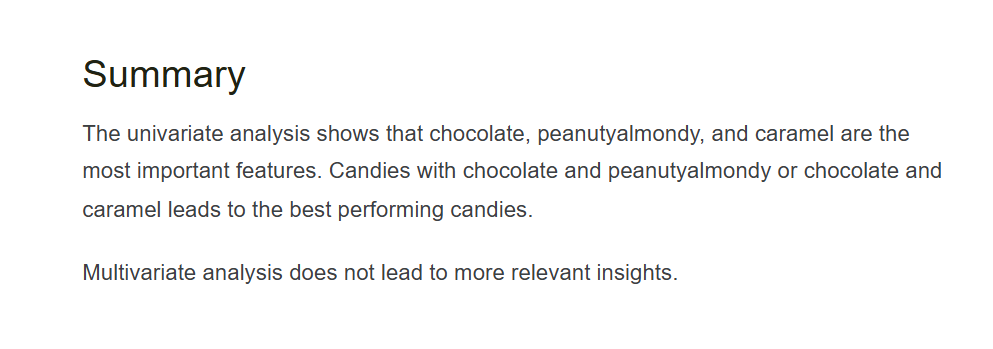 Summary
The univariate analysis shows that chocolate, peanutyalmondy, and caramel are the
most important features. Candies with chocolate and peanutyalmondy or chocolate and
caramel leads to the best performing candies.
Multivariate analysis does not lead to more relevant insights.